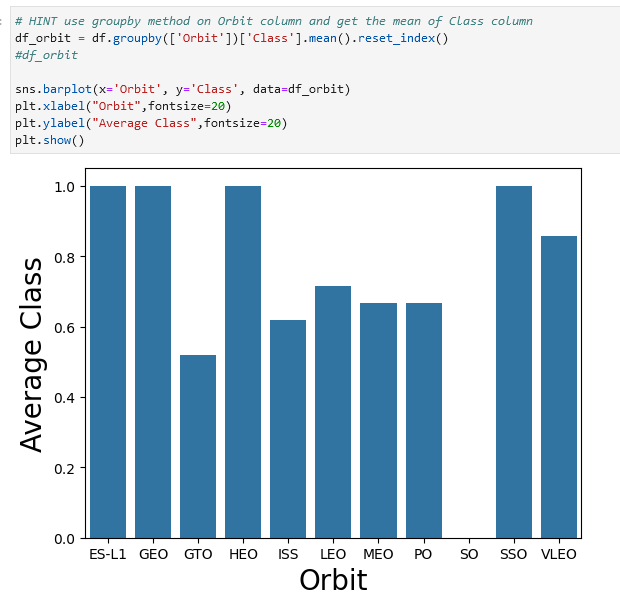 # HINT use groupby method on Orbit column and get the mean of Class column
df_orbit = df.groupby(['Orbit'])['Class'].mean().reset_index()
#df_orbit
sns.barplot(x='Orbit', y='Class', data=df_orbit)
plt.xlabel("Orbit",fontsize=20)
plt.ylabel("Average Class",fontsize=20)
plt.show()
1.0
0.8
0.6
0.4
0.2
0.0
Average Class
ES-L1 GEO GTO HEO ISS LEO MEO PO SO SSO VLEO
Orbit